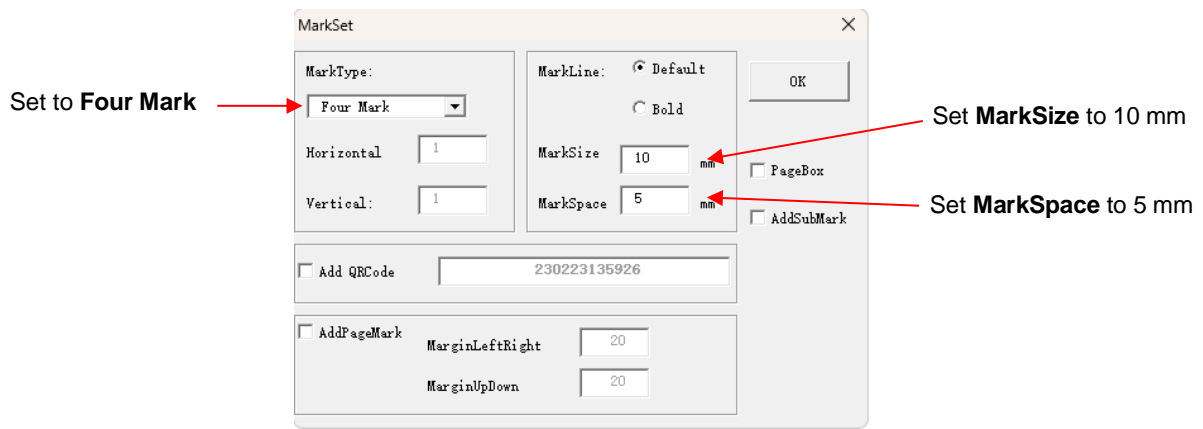 MarkSet
MarkType:
Four Mark
Horizontal 1
Vertical: 1
MarkLine: Default
Bold
MarkSize 10 mm
MarkSpace 5 mm
OK
PageBox
AddSubMark
Add QRCode 230223135926
AddPageMark
MarginLeftRight 20
MarginUpDown 20
Set to Four Mark
Set MarkSize to 10 mm
Set MarkSpace to 5 mm